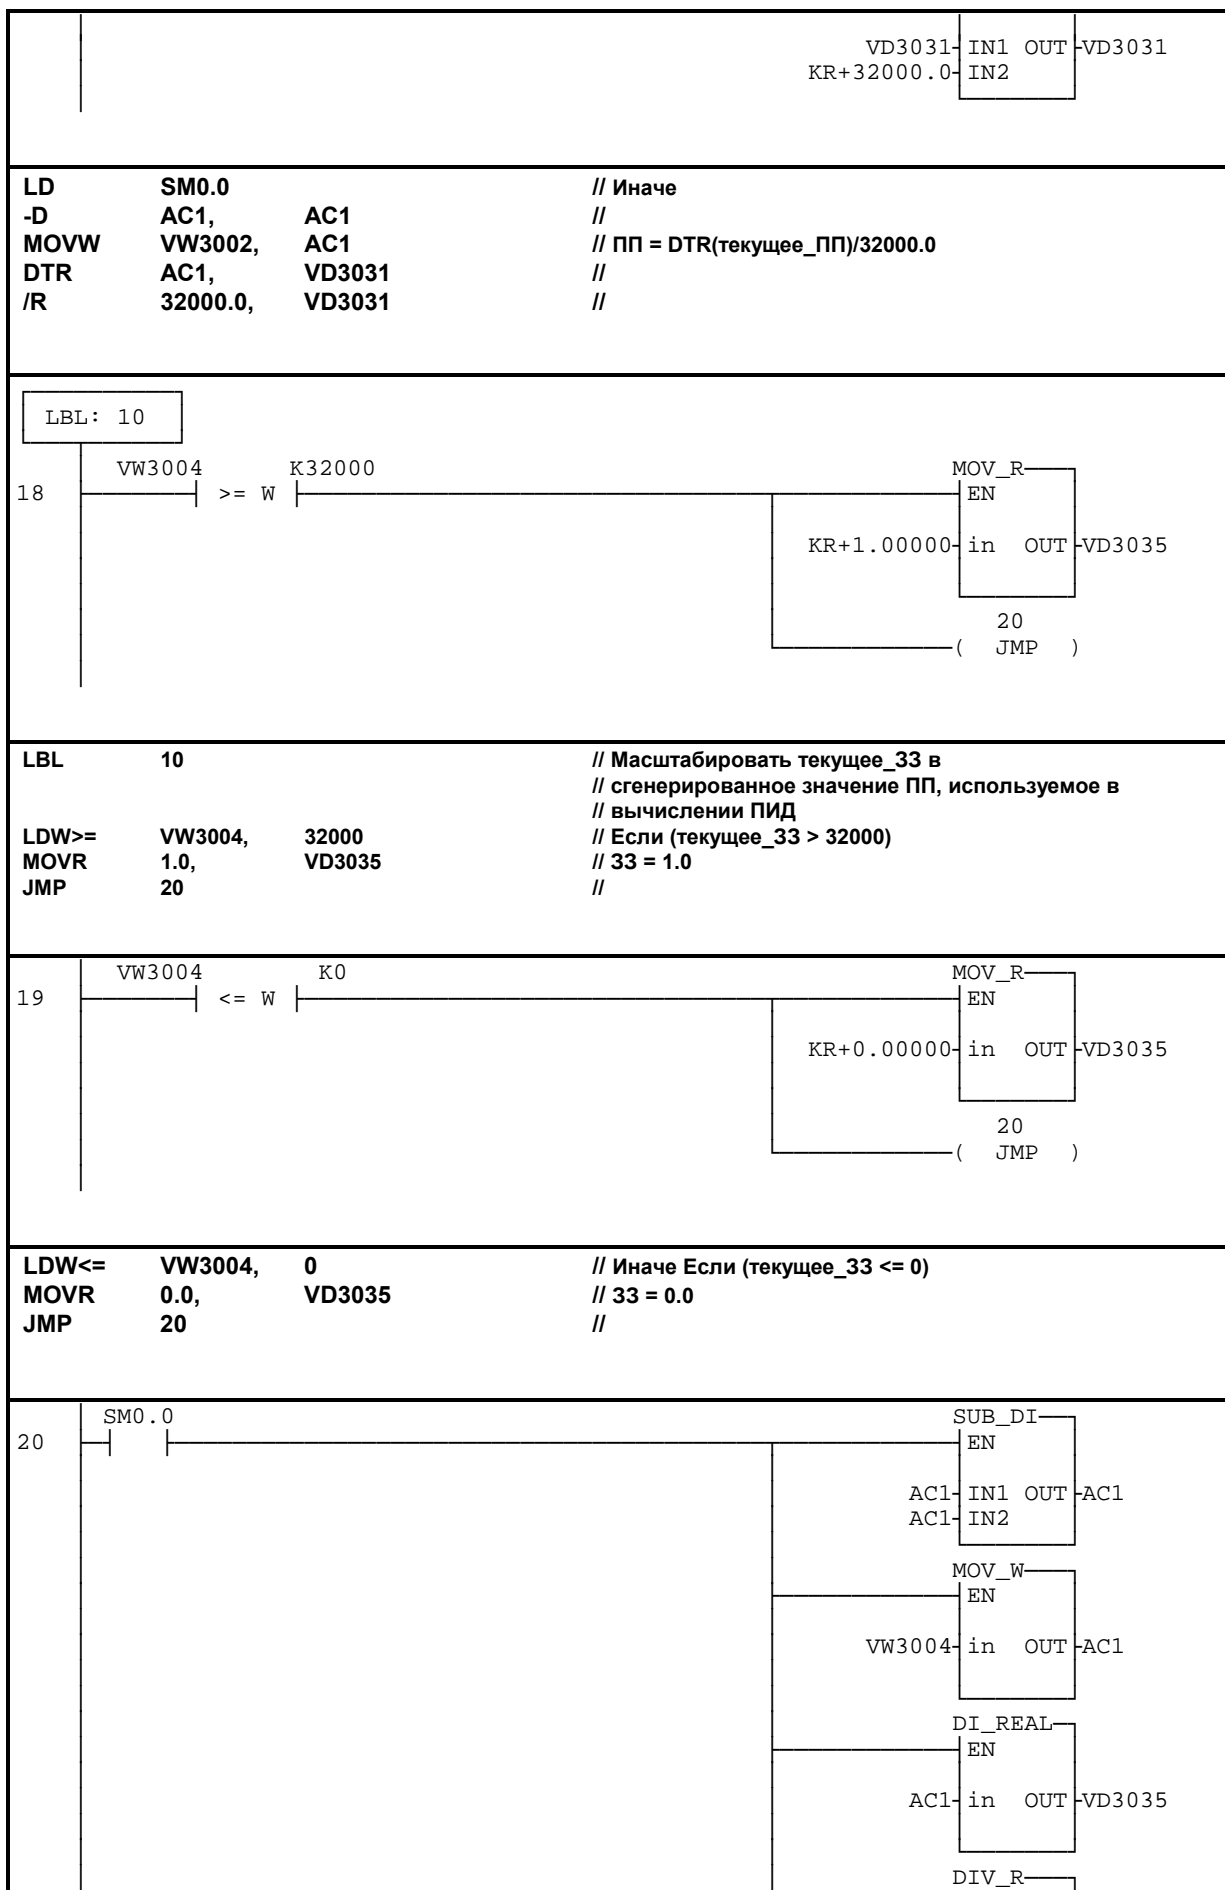 VD3031 IN1 OUT VD3031
KR+32000.0 IN2
LD SM0.0 // Иначе
-D AC1, AC1 //
MOVW VW3002, AC1 // ПП = DTR(текущее_ПП)/32000.0
DTR AC1, VD3031 //
/R 32000.0, VD3031 //
LBL: 10
VW3004 K32000 MOV_R
18 >= W EN
KR+1.00000 in OUT VD3035
20
( JMP )
LBL 10 // Масштабировать текущее_ЗЗ в
// сгенерированное значение ПП, используемое в
// вычислении ПИД
LDW>= VW3004, 32000 // Если (текущее_ЗЗ > 32000)
MOVR 1.0, VD3035 // ЗЗ = 1.0
JMP 20 //
VW3004 K0 MOV_R
19 <= W EN
KR+0.00000 in OUT VD3035
20
( JMP )
LDW<= VW3004, 0 // Иначе Если (текущее_ЗЗ <= 0)
MOVR 0.0, VD3035 // ЗЗ = 0.0
JMP 20 //
SM0.0 SUB_DI
20 EN
AC1 IN1 OUT AC1
AC1 IN2
MOV_W
EN
VW3004 in OUT AC1
DI_REAL
EN
AC1 in OUT VD3035
DIV_R